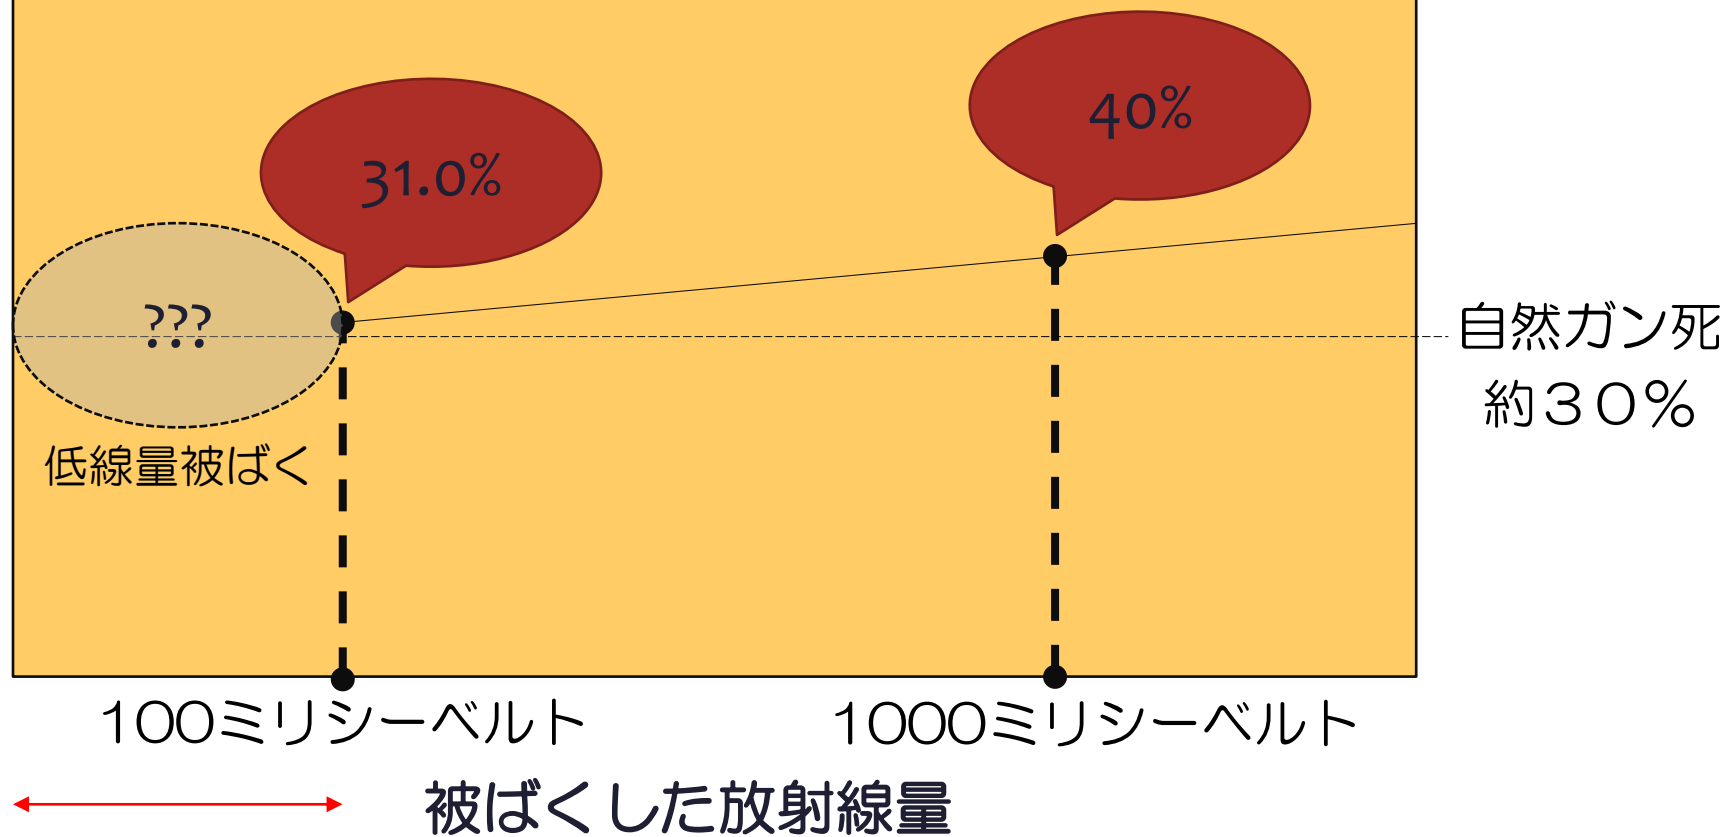 40%
31.0%
???
自然ガン死
約３０％
低線量被ばく
100ミリシーベルト
1000ミリシーベルト
被ばくした放射線量